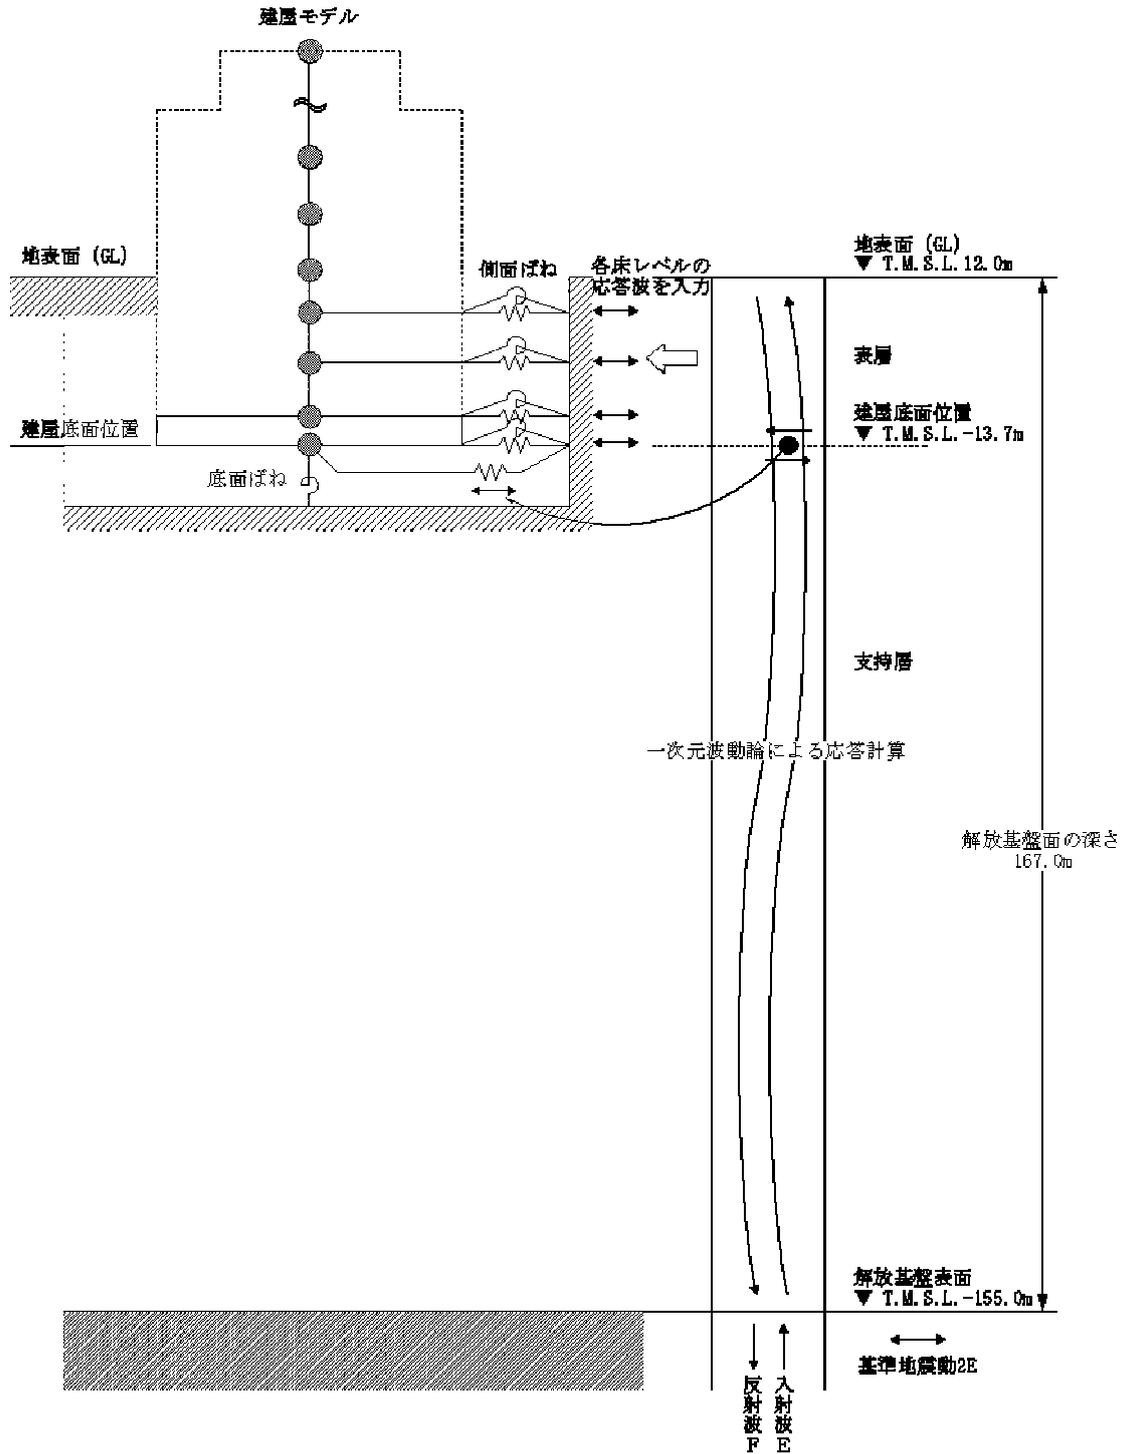 建屋モデル
地表面 (GL)
側面ばね
各床レベルの
応答波を入力
地表面 (GL)
▼ T.M.S.L.12.0m
表層
建屋底面位置
建屋底面位置
▼ T.M.S.L.-13.7m
底面ばね
支持層
一次元波動論による応答計算
解放基盤面の深さ
167.0m
解放基盤表面
▼ T.M.S.L.-155.0m
基準地震動2E
反射波F
入射波E